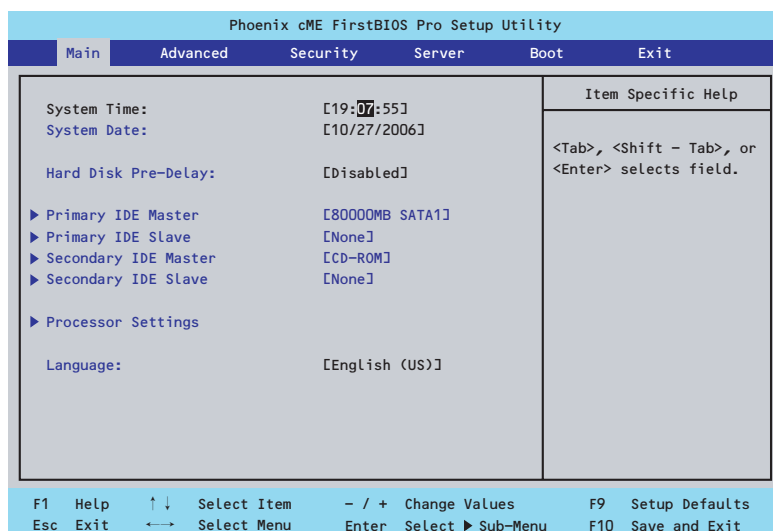 Phoenix cME FirstBIOS Pro Setup Utility
Main Advanced Security Server Boot Exit
Item Specific Help
System Time: [19:07:55]
System Date: [10/27/2006]
<Tab>, <Shift - Tab>, or
<Enter> selects field.
Hard Disk Pre-Delay: [Disabled]
▶ Primary IDE Master [80000MB SATA1]
▶ Primary IDE Slave [None]
▶ Secondary IDE Master [CD-ROM]
▶ Secondary IDE Slave [None]
▶ Processor Settings
Language: [English (US)]
F1 Help ↑↓ Select Item - / + Change Values F9 Setup Defaults
Esc Exit ←→ Select Menu Enter Select ▶ Sub-Menu F10 Save and Exit